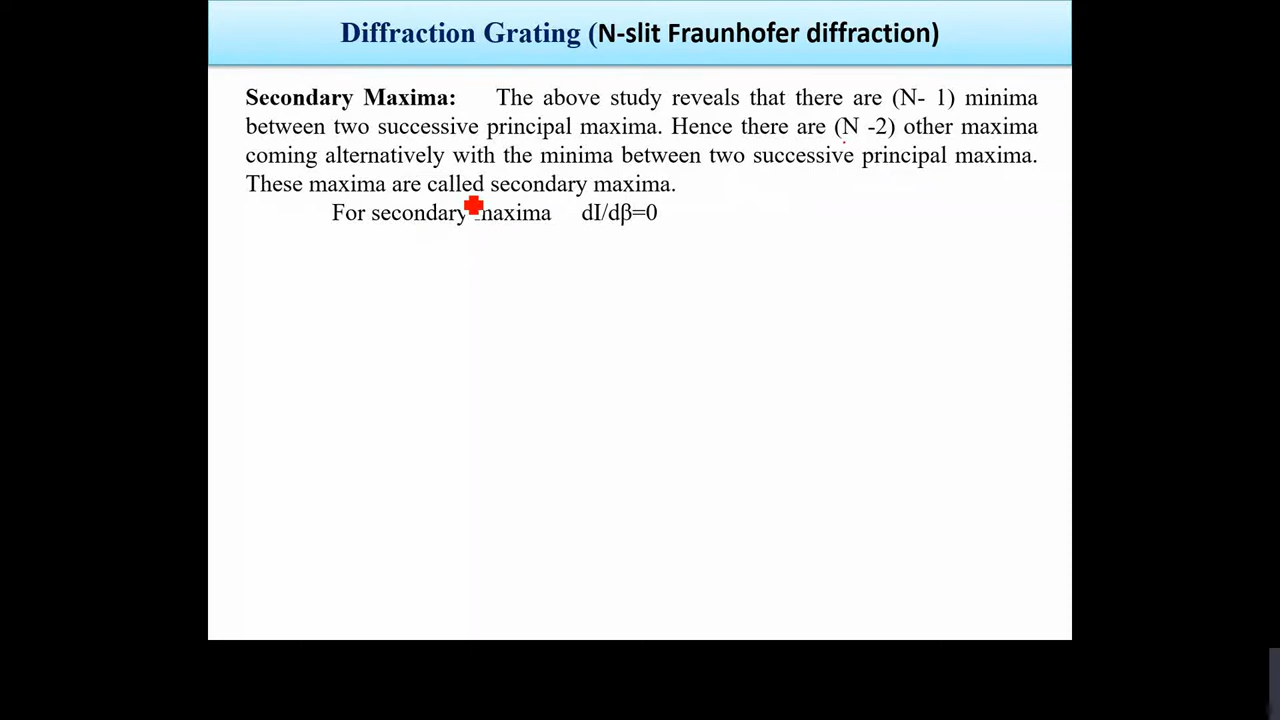 Diffraction Grating (N-slit Fraunhofer diffraction)
Secondary Maxima: The above study reveals that there are (N- 1) minima
between two successive principal maxima. Hence there are (N -2) other maxima
coming alternatively with the minima between two successive principal maxima.
These maxima are called secondary maxima.
For secondary maxima dI/dβ=0